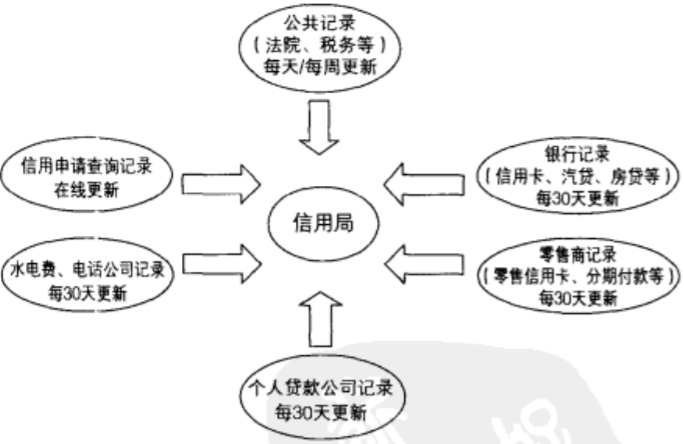 公共记录
(法院、税务等)
每天/每周更新
信用申请查询记录
在线更新
银行记录
(信用卡、汽贷、房贷等)
每30天更新
信用局
水电费、电话公司记录
每30天更新
零售商记录
(零售信用卡、分期付款等)
每30天更新
个人贷款公司记录
每30天更新